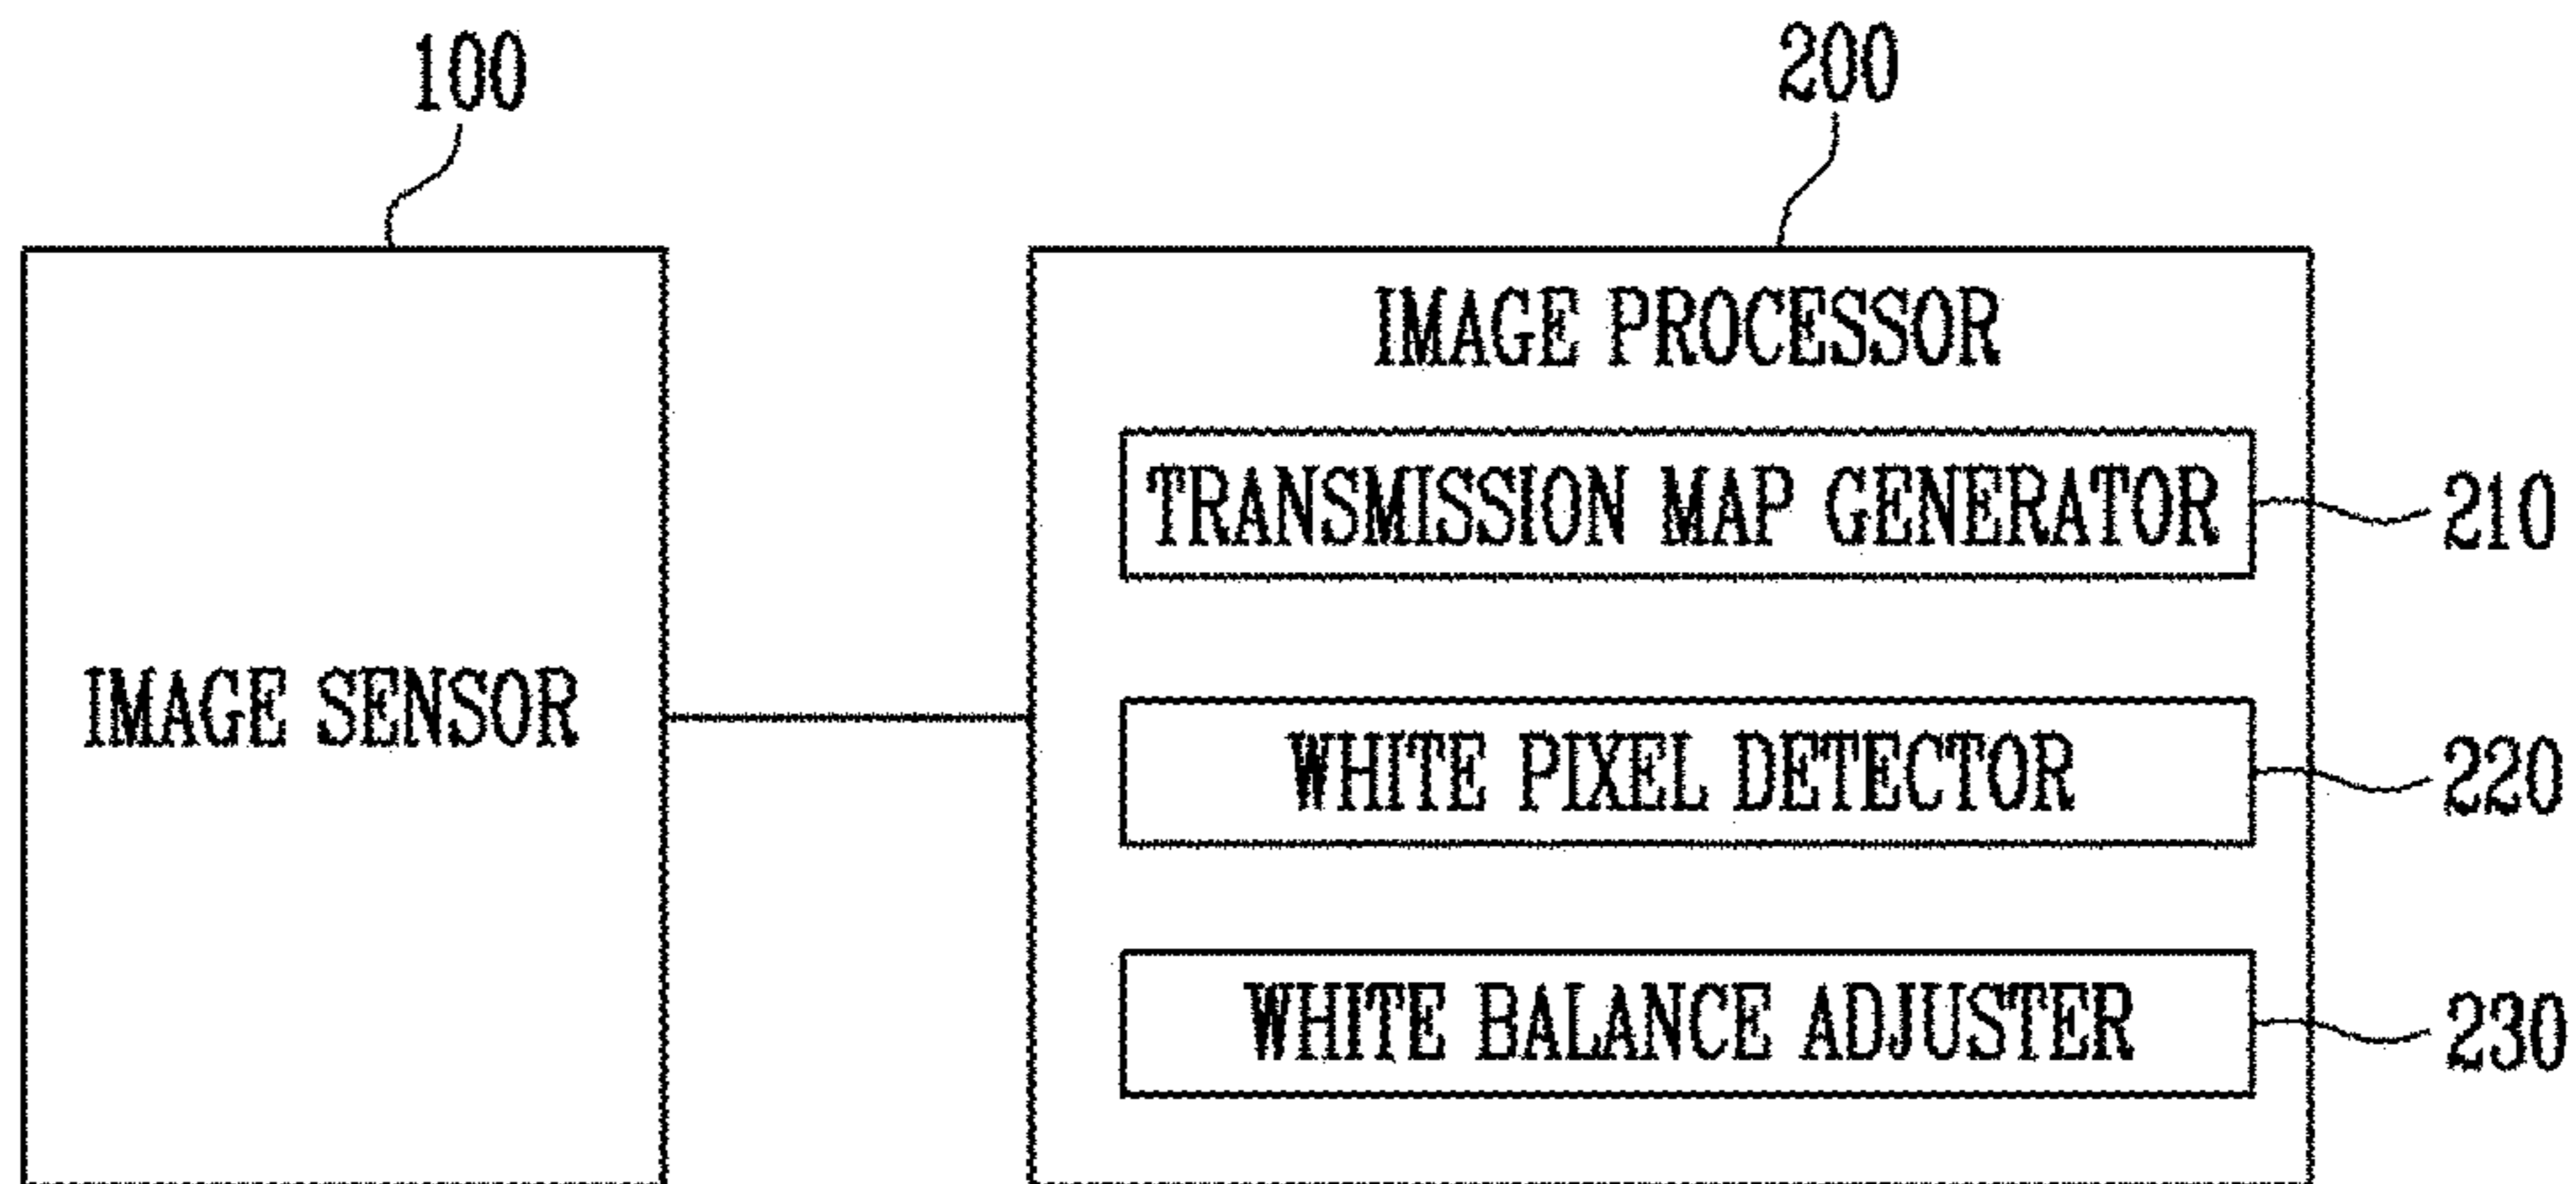 100
200
IMAGE SENSOR
IMAGE PROCESSOR
TRANSMISSION MAP GENERATOR
210
WHITE PIXEL DETECTOR
220
WHITE BALANCE ADJUSTER
230